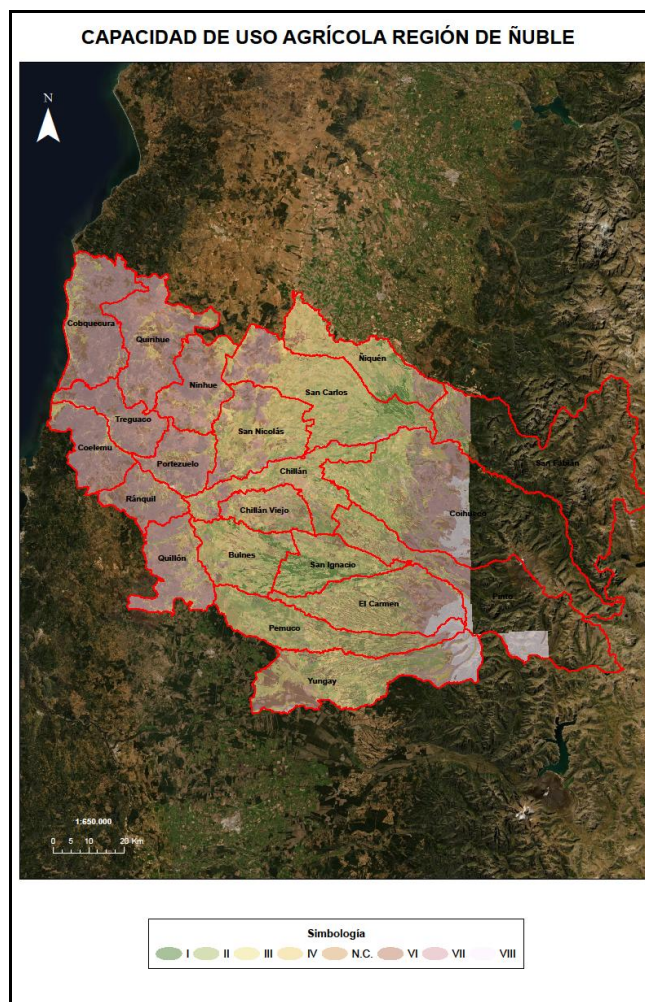 CAPACIDAD DE USO AGRÍCOLA REGIÓN DE ÑUBLE
N
Cobquecura
Quirihue
Ninhue
Ñiquén
San Carlos
Treguaco
San Nicolás
Coelemu
Portezuelo
Chillán
San Fabián
Ránquil
Chillán Viejo
Coihueco
Quillón
Bulnes
San Ignacio
El Carmen
Pinto
Pemuco
Yungay
1:650.000
0 5 10 20 Km
Simbología
I II III IV N.C. VI VII VIII